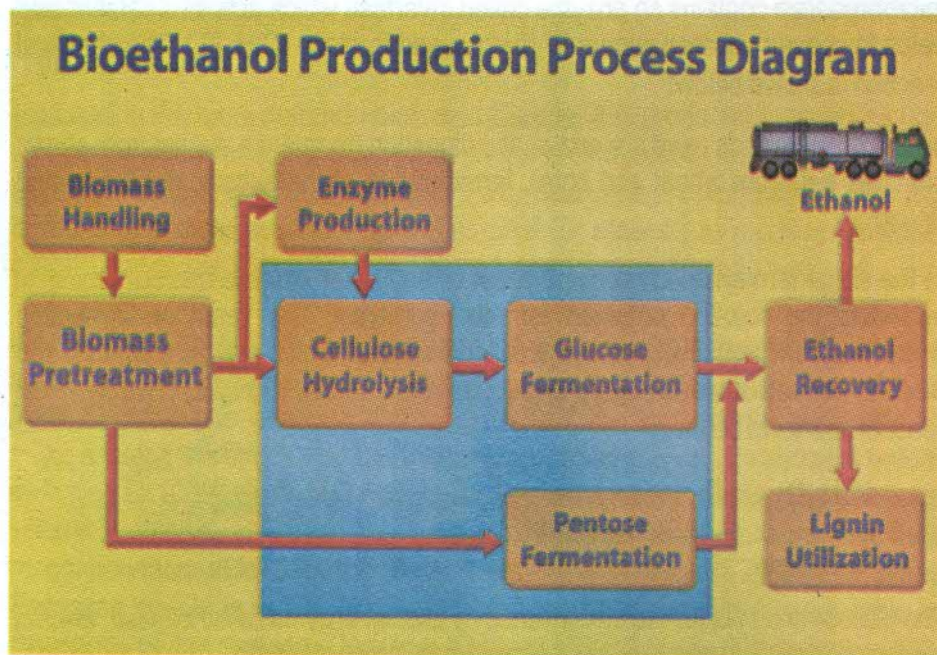 Bioethanol Production Process Diagram
Biomass
Handling
Enzyme
Production
Ethanol
Biomass
Pretreatment
Cellulose
Hydrolysis
Glucose
Fermentation
Ethanol
Recovery
Pentose
Fermentation
Lignin
Utilization